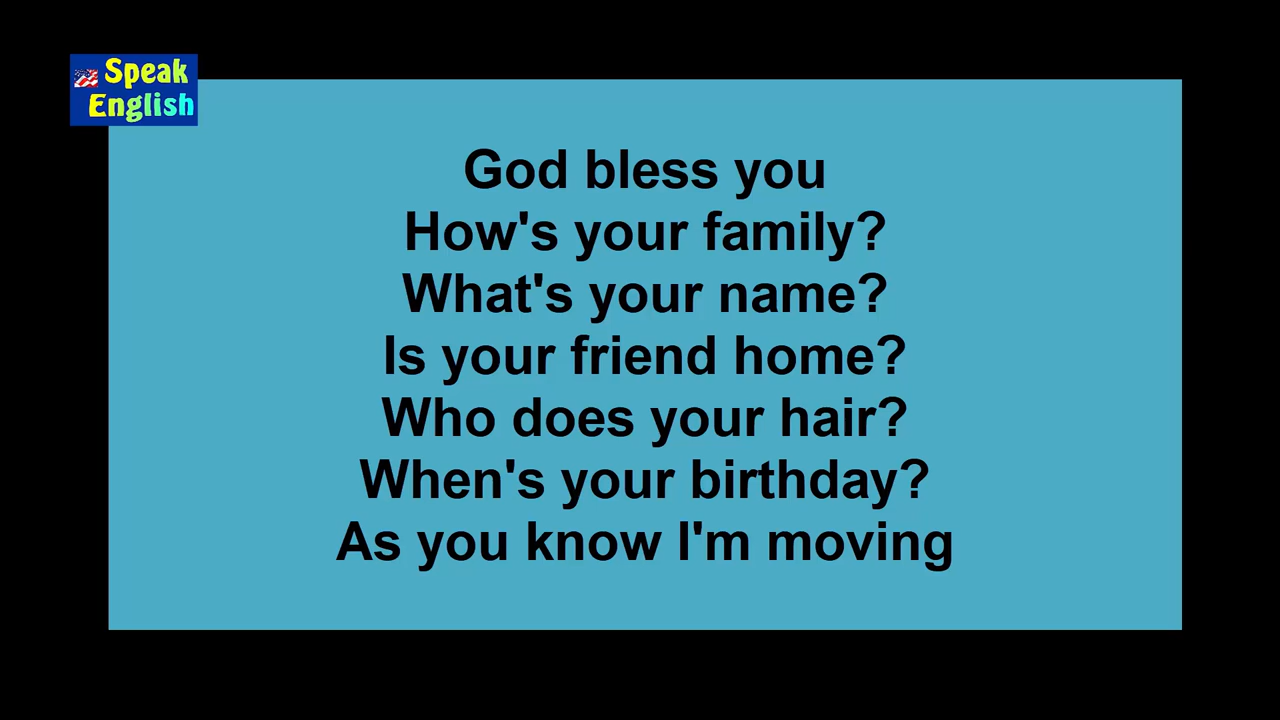 Speak
English
God bless you
How's your family?
What's your name?
Is your friend home?
Who does your hair?
When's your birthday?
As you know I'm moving